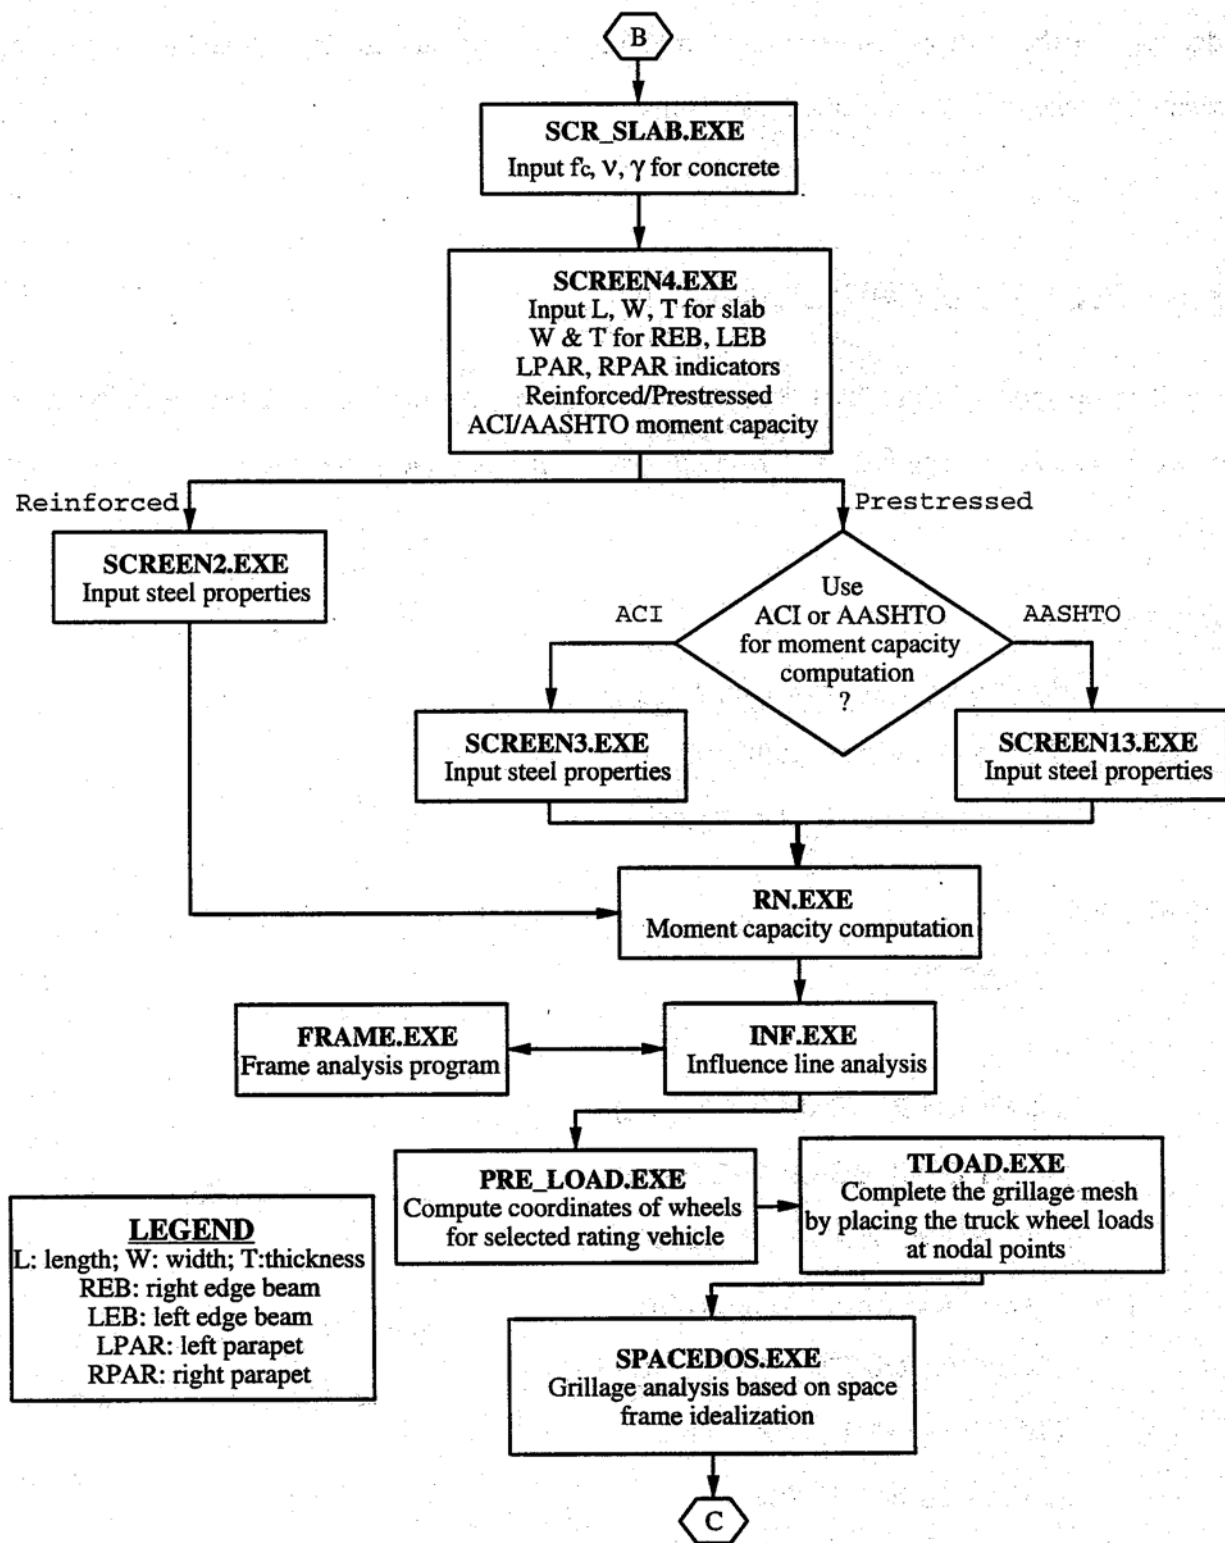 B
SCR_SLAB.EXE
Input f'c, ν, γ for concrete
SCREEN4.EXE
Input L, W, T for slab
W & T for REB, LEB
LPAR, RPAR indicators
Reinforced/Prestressed
ACI/AASHTO moment capacity
Reinforced
Prestressed
SCREEN2.EXE
Input steel properties
Use
ACI or AASHTO
for moment capacity
computation
?
ACI
AASHTO
SCREEN3.EXE
Input steel properties
SCREEN13.EXE
Input steel properties
RN.EXE
Moment capacity computation
FRAME.EXE
Frame analysis program
INF.EXE
Influence line analysis
PRE_LOAD.EXE
Compute coordinates of wheels
for selected rating vehicle
TLOAD.EXE
Complete the grillage mesh
by placing the truck wheel loads
at nodal points
LEGEND
L: length; W: width; T:thickness
REB: right edge beam
LEB: left edge beam
LPAR: left parapet
RPAR: right parapet
SPACEDOS.EXE
Grillage analysis based on space
frame idealization
C